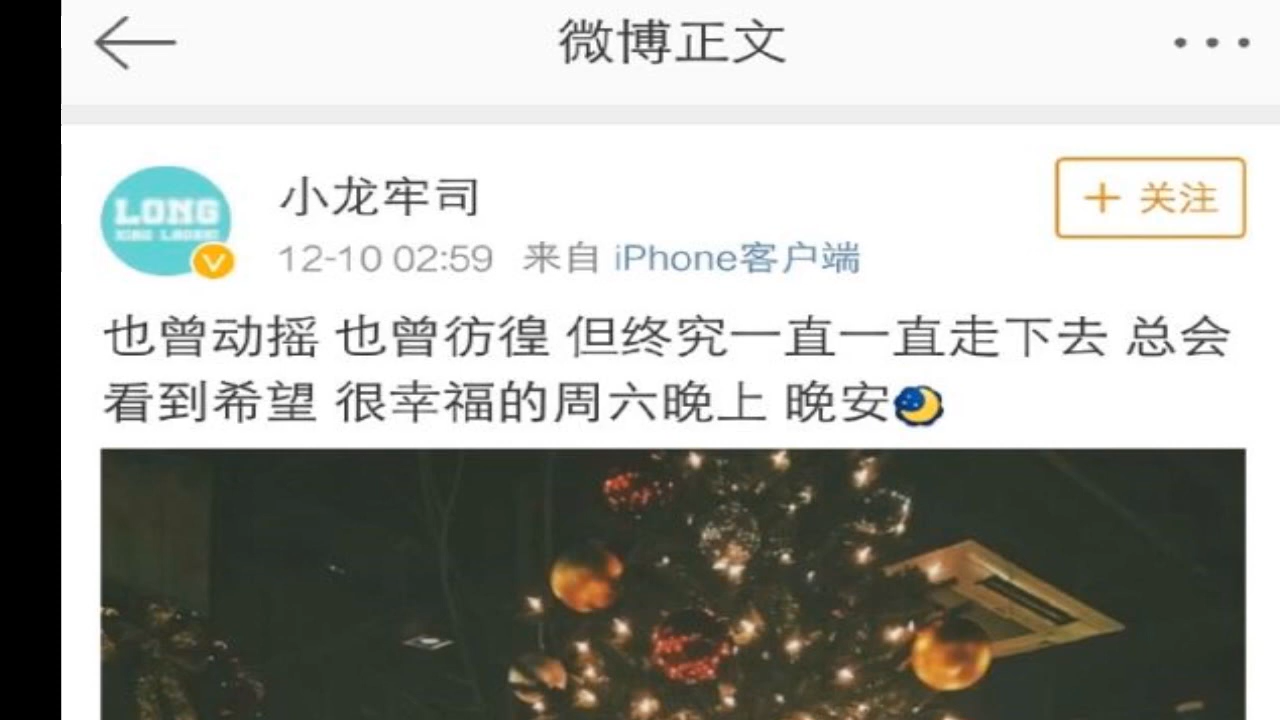 微博正文
小龙牢司
+ 关注
LONG
12-10 02:59 来自 iPhone客户端
也曾动摇 也曾彷徨 但终究一直一直走下去 总会
看到希望 很幸福的周六晚上 晚安